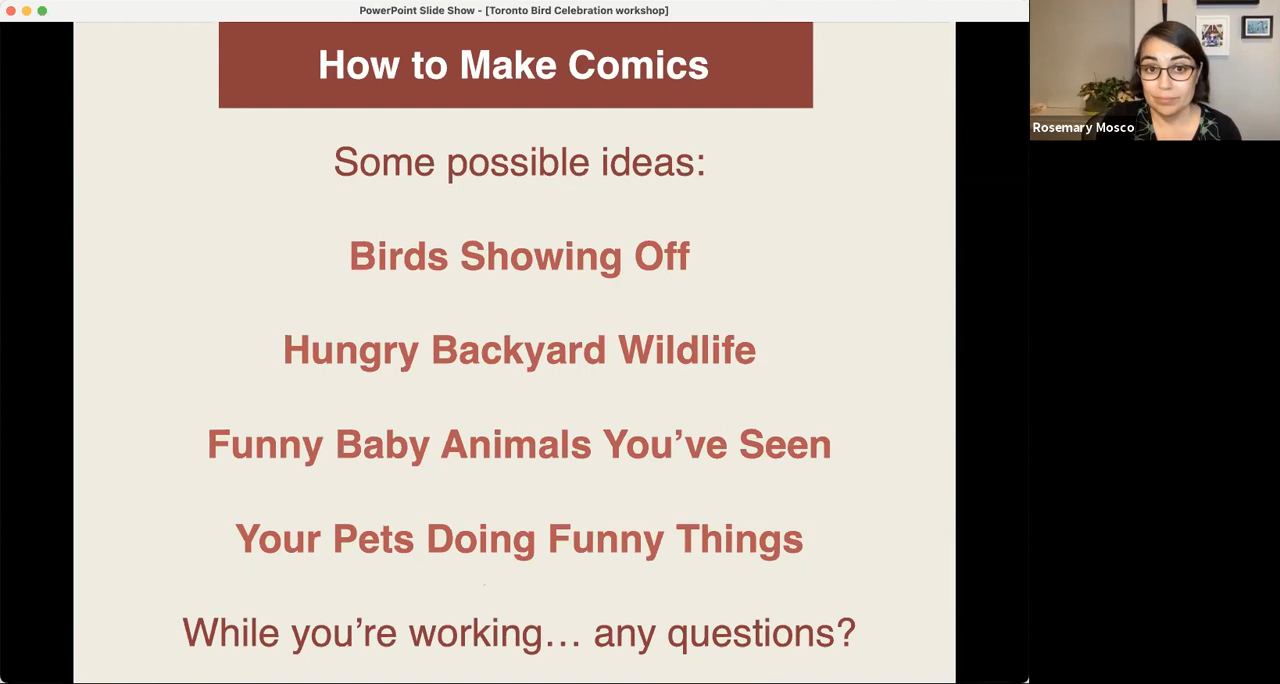 PowerPoint Slide Show - [Toronto Bird Celebration workshop]
How to Make Comics
Some possible ideas:
Birds Showing Off
Hungry Backyard Wildlife
Funny Baby Animals You’ve Seen
Your Pets Doing Funny Things
While you’re working... any questions?
Rosemary Mosco